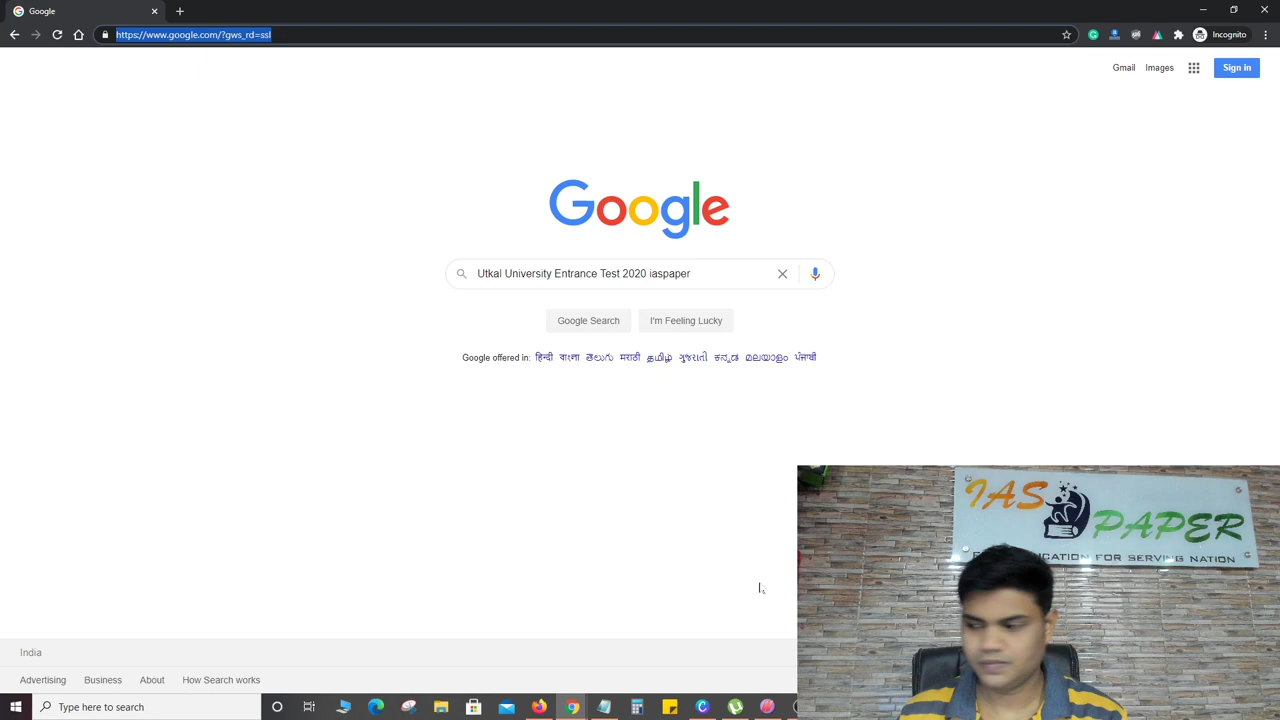 Google
https://www.google.com/?gws_rd=ssl
Incognito
Gmail Images Sign in
Google
Utkal University Entrance Test 2020 iaspaper
Google Search I'm Feeling Lucky
Google offered in: हिन्दी বাংলা తెలుగు मराठी தமிழ் ગુજરાતી ಕನ್ನಡ മലയാളം ਪੰਜਾਬੀ
IAS
PAPER
CATION FOR SERVING NATION
India
Advertising Business About How Search works
Type here to search